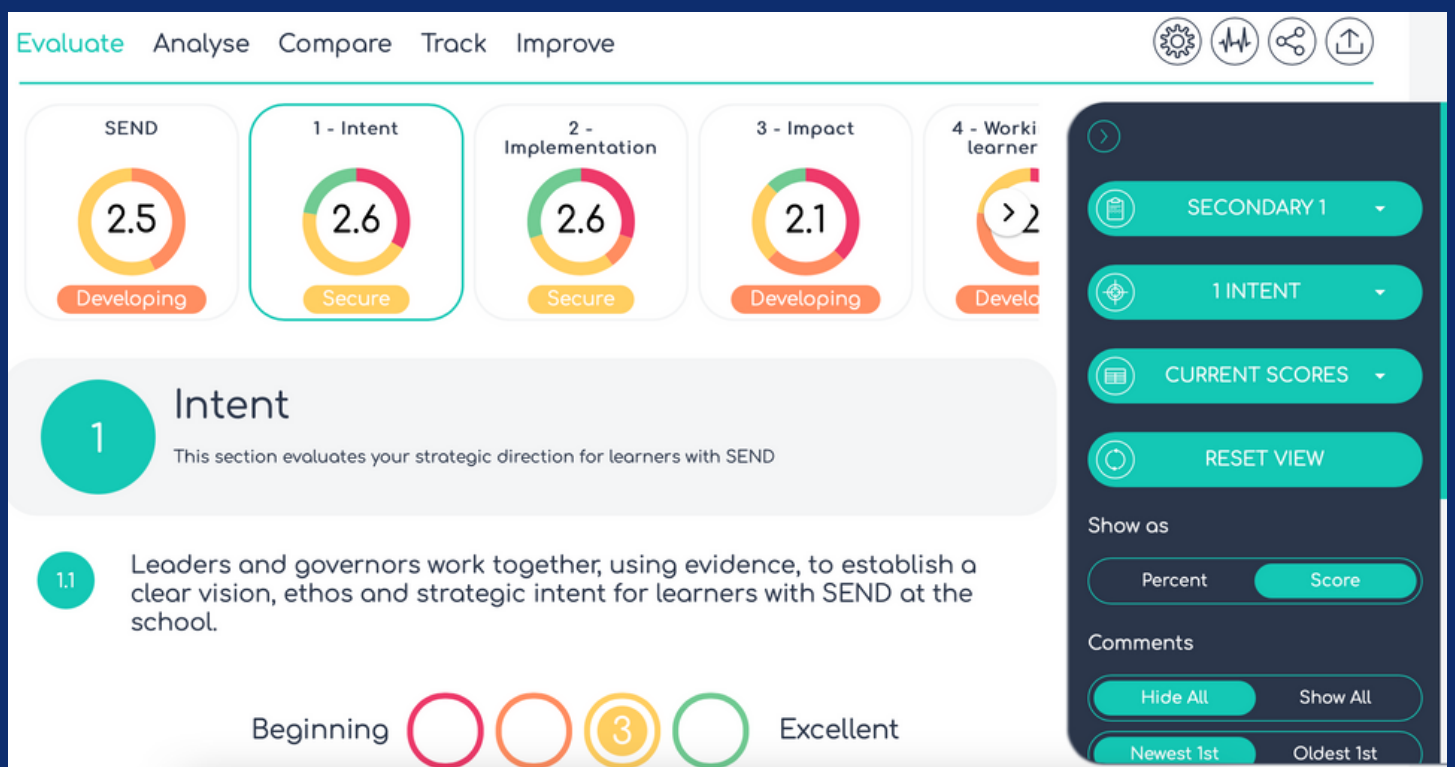 Evaluate Analyse Compare Track Improve
SEND
2.5
Developing
1 - Intent
2.6
Secure
2 -
Implementation
2.6
Secure
3 - Impact
2.1
Developing
4 -
learner
1
Intent
This section evaluates your strategic direction for learners with SEND
1.1
Leaders and governors work together, using evidence, to establish a
clear vision, ethos and strategic intent for learners with SEND at the
school.
Beginning 3 Excellent
SECONDARY 1
1 INTENT
CURRENT SCORES
RESET VIEW
Show as
Percent Score
Comments
Hide All Show All
Newest 1st Oldest 1st